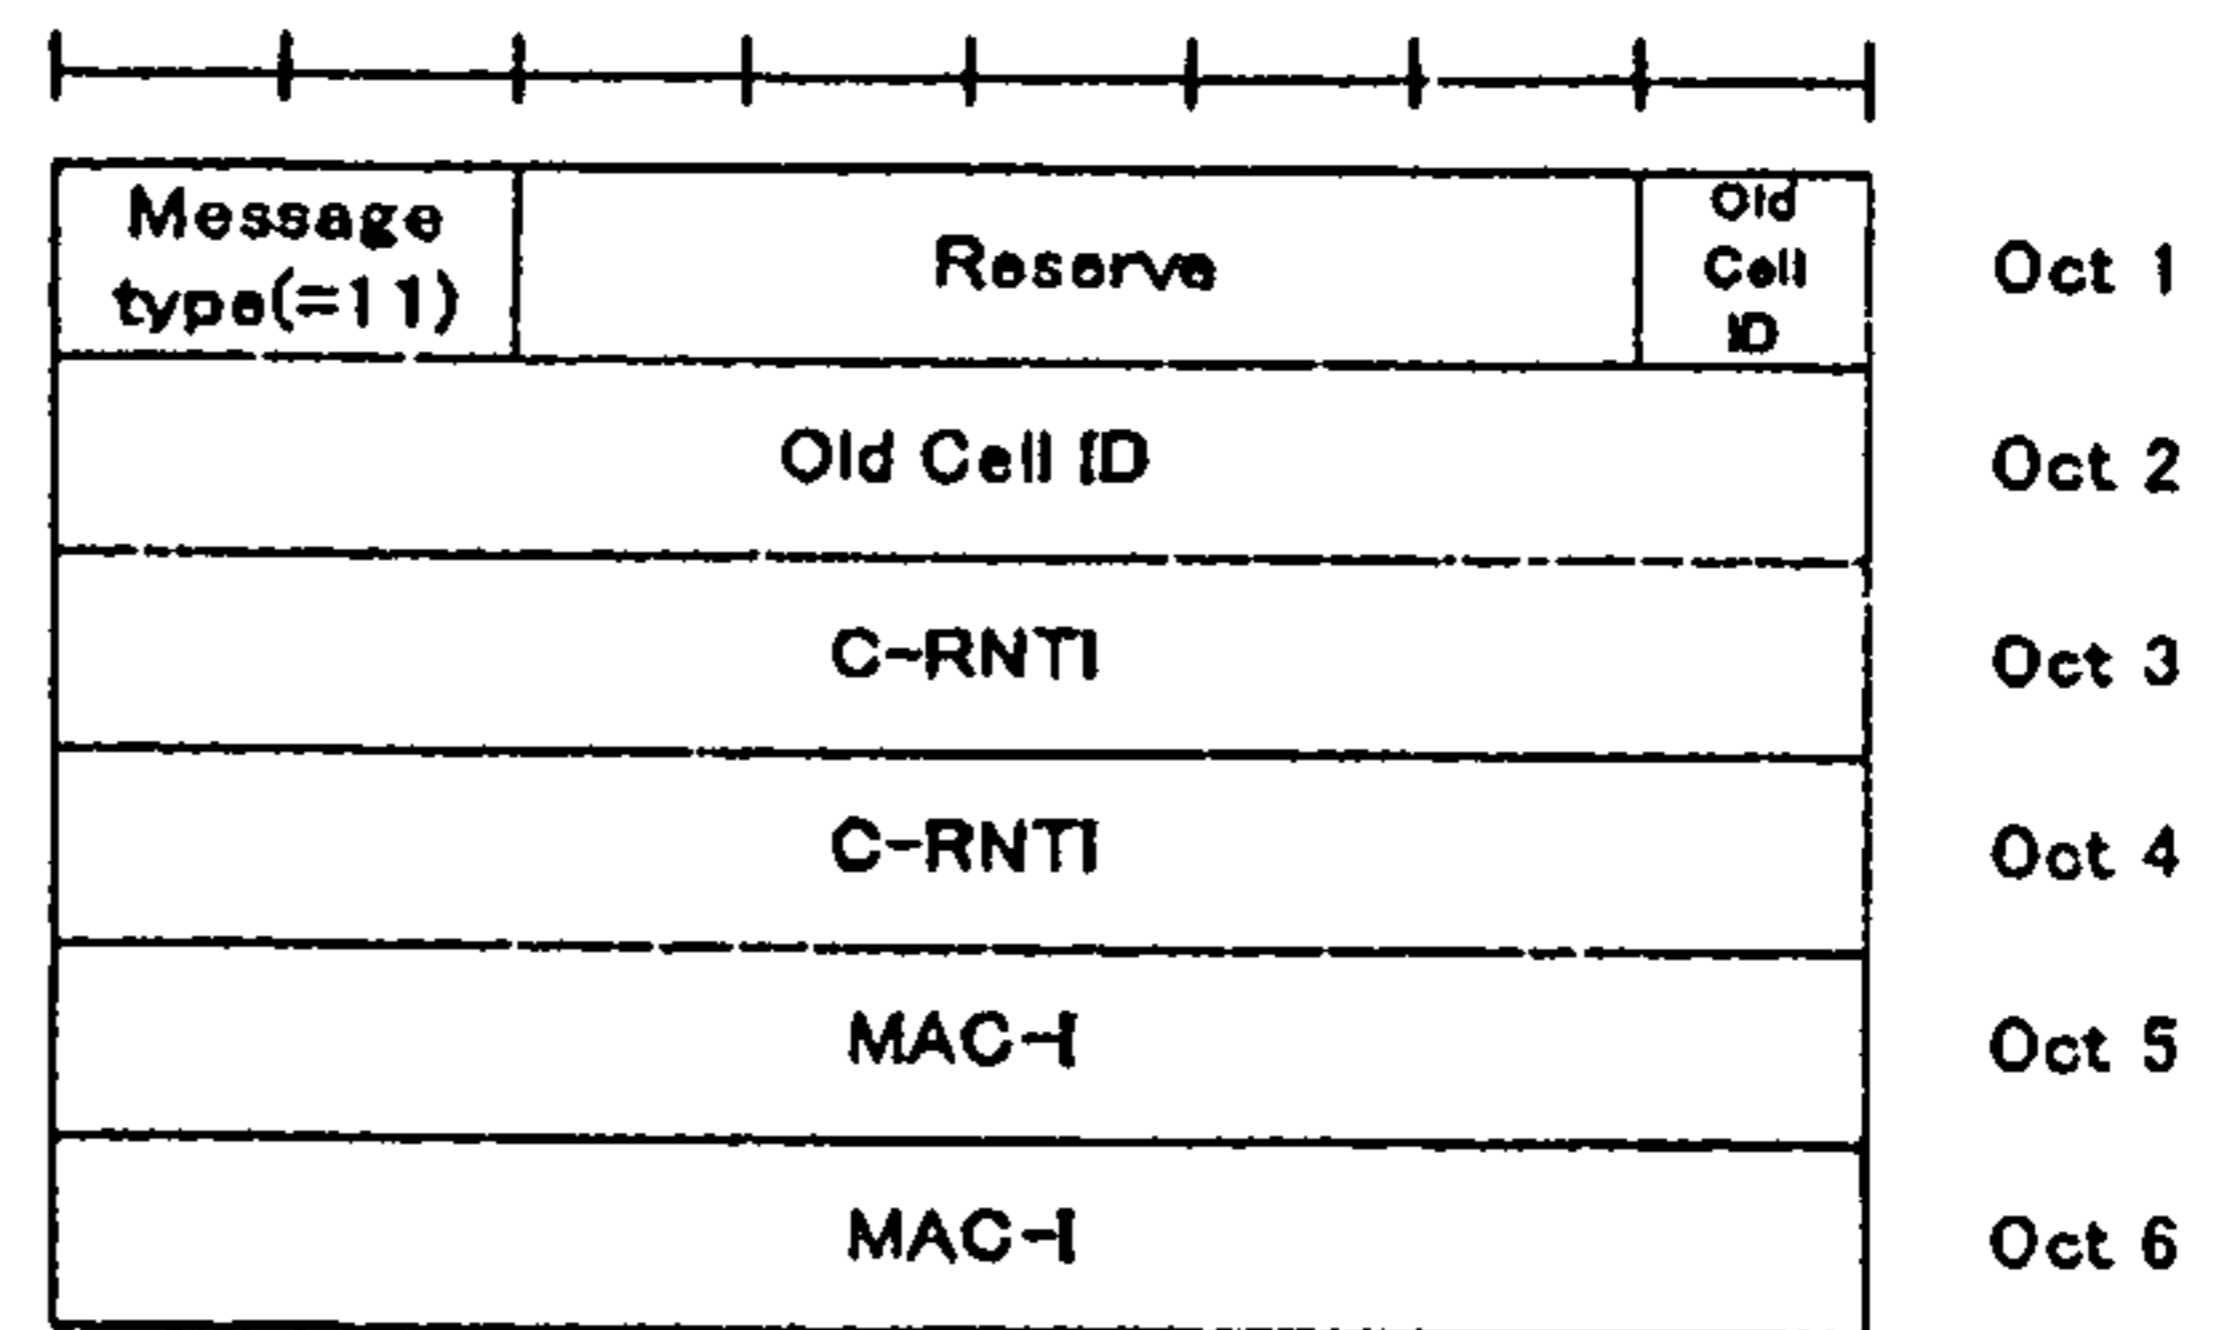 Message
type(=11)
Reserve
Old
Cell
ID
Oct 1
Old Cell ID
Oct 2
C-RNTI
Oct 3
C-RNTI
Oct 4
MAC-I
Oct 5
MAC-I
Oct 6